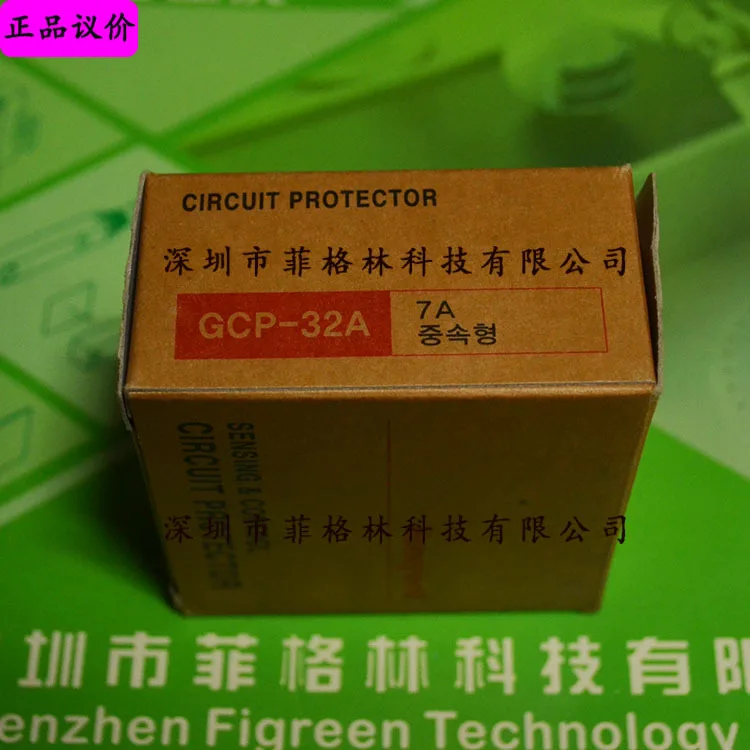 正品议价
CIRCUIT PROTECTOR
深圳市菲格林科技有限公司
GCP-32A
7A
중속형
SENSING &
CIRCUIT PROTECTOR
深圳市菲格林科技有限公司
圳市菲格林科技有限
enzhen Figreen Technology